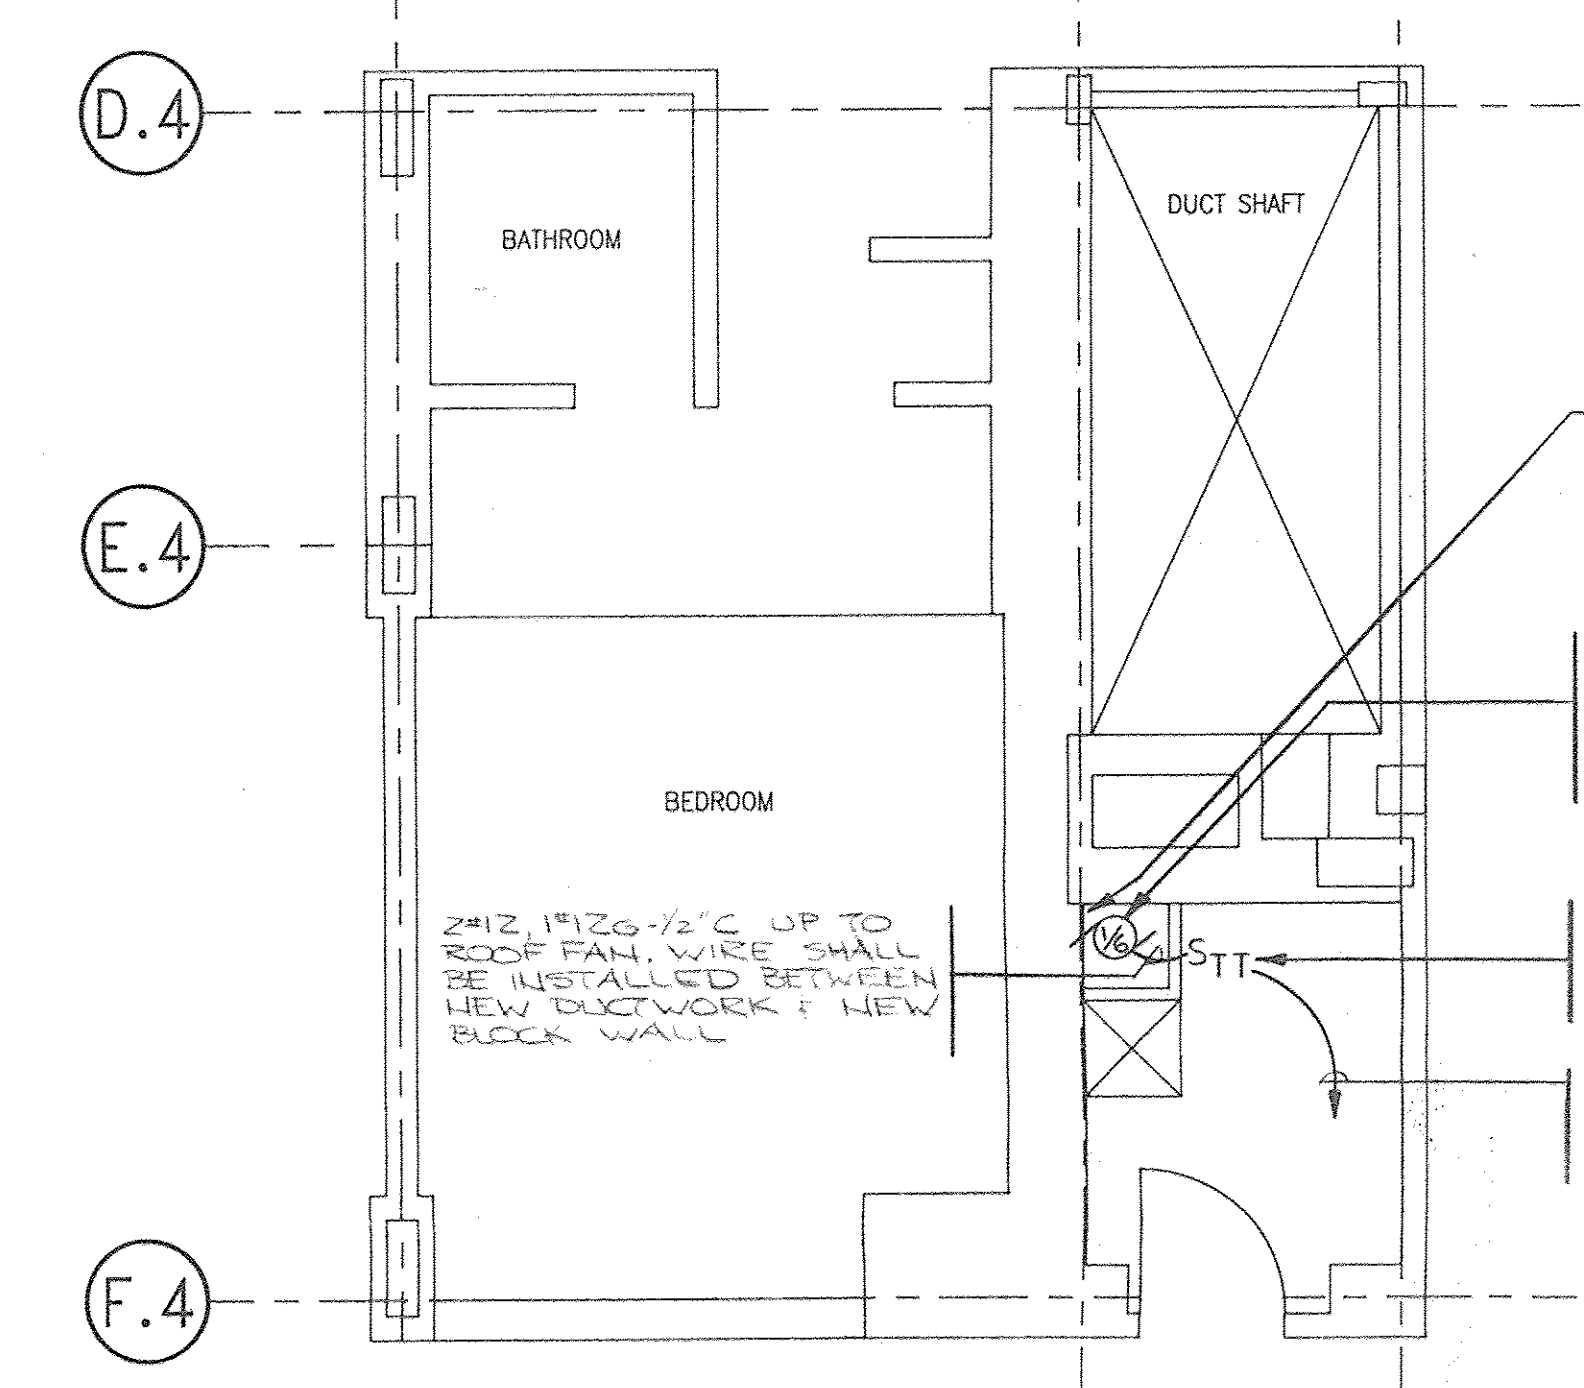 D.4
BATHROOM
DUCT SHAFT
E.4
BEDROOM
2#12, 1#12G-1/2"C UP TO
ROOF FAN. WIRE SHALL
BE INSTALLED BETWEEN
NEW DUCTWORK & NEW
BLOCK WALL
1/6
STT
F.4